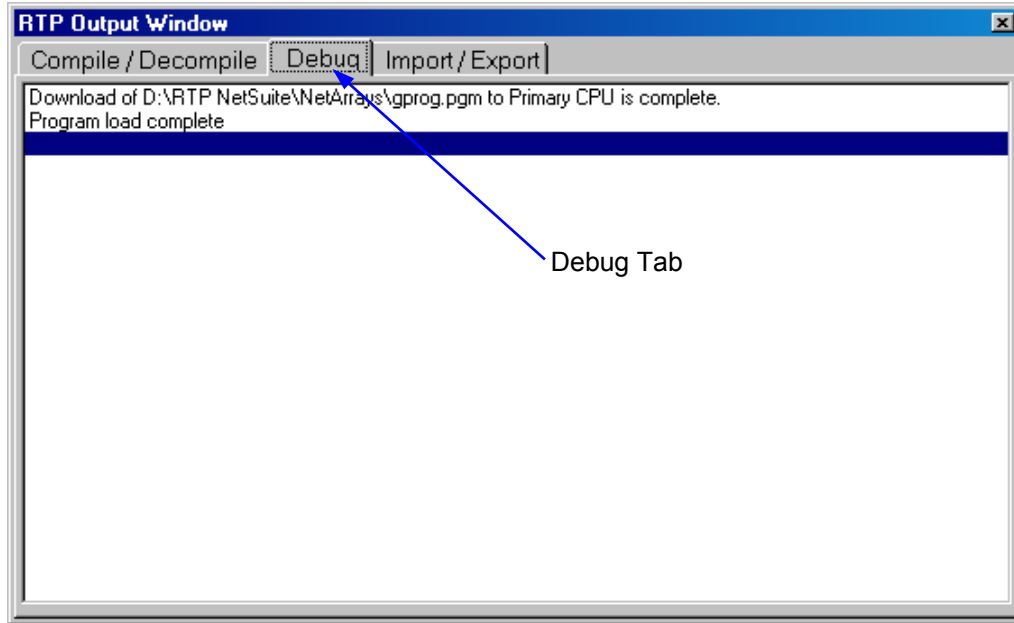 RTP Output Window
Compile / Decompile Debug Import / Export
Download of D:\RTP NetSuite\NetArrays\gprog.pgm to Primary CPU is complete.
Program load complete
Debug Tab